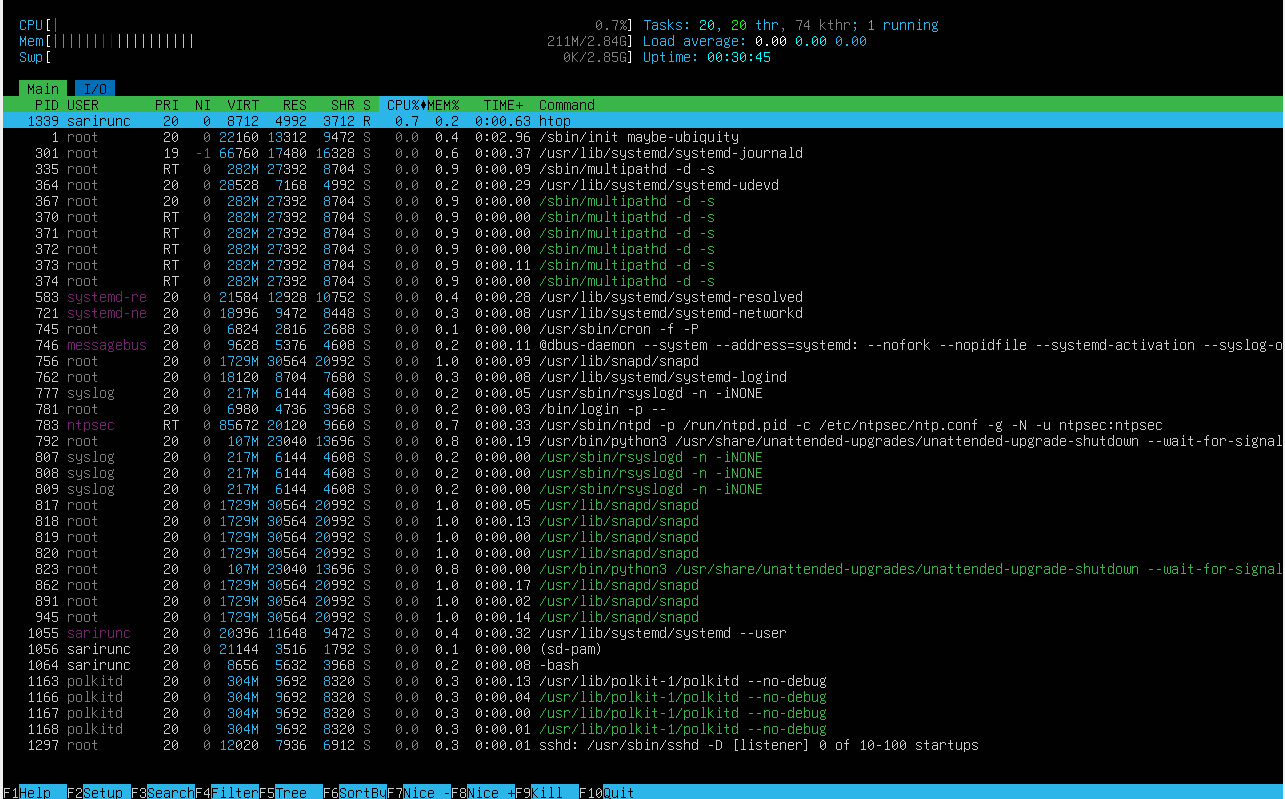 CPU[| 0.7%] Tasks: 20, 20 thr, 74 kthr; 1 running
Mem[|||||||||||||||||| 211M/2.84G] Load average: 0.00 0.00 0.00
Swp[ 0K/2.85G] Uptime: 00:30:45
Main I/O
PID USER PRI NI VIRT RES SHR S CPU%♦MEM% TIME+ Command
1339 sarirunc 20 0 8712 4992 3712 R 0.7 0.2 0:00.63 htop
1 root 20 0 22160 13312 9472 S 0.0 0.4 0:02.96 /sbin/init maybe-ubiquity
301 root 19 -1 66760 17480 16328 S 0.0 0.6 0:00.37 /usr/lib/systemd/systemd-journald
335 root RT 0 282M 27392 8704 S 0.0 0.9 0:00.29 /sbin/multipathd -d -s
364 root 20 0 28528 7168 4992 S 0.0 0.2 0:00.29 /usr/lib/systemd/systemd-udevd
367 root 20 0 282M 27392 8704 S 0.0 0.9 0:00.00 /sbin/multipathd -d -s
370 root RT 0 282M 27392 8704 S 0.0 0.9 0:00.00 /sbin/multipathd -d -s
371 root RT 0 282M 27392 8704 S 0.0 0.9 0:00.00 /sbin/multipathd -d -s
372 root RT 0 282M 27392 8704 S 0.0 0.9 0:00.00 /sbin/multipathd -d -s
373 root RT 0 282M 27392 8704 S 0.0 0.9 0:00.11 /sbin/multipathd -d -s
374 root RT 0 282M 27392 8704 S 0.0 0.9 0:00.00 /sbin/multipathd -d -s
583 systemd-re 20 0 21584 12928 10752 S 0.0 0.4 0:00.28 /usr/lib/systemd/systemd-resolved
721 systemd-ne 20 0 18996 9472 8448 S 0.0 0.3 0:00.08 /usr/lib/systemd/systemd-networkd
745 root 20 0 6824 2816 2688 S 0.0 0.1 0:00.00 /usr/sbin/cron -f -P
746 messagebus 20 0 9628 5376 4608 S 0.0 0.2 0:00.11 @dbus-daemon --system --address=systemd: --nofork --nopidfile --systemd-activation --syslog-o
756 root 20 0 1729M 30564 20992 S 0.0 1.0 0:00.09 /usr/lib/snapd/snapd
762 root 20 0 18120 8704 7680 S 0.0 0.3 0:00.08 /usr/lib/systemd/systemd-logind
777 syslog 20 0 217M 6144 4608 S 0.0 0.2 0:00.05 /usr/sbin/rsyslogd -n -iNONE
781 root 20 0 6980 4736 3968 S 0.0 0.2 0:00.03 /bin/login -p --
783 ntpsec RT 0 85672 20120 9660 S 0.0 0.7 0:00.33 /usr/sbin/ntpd -p /run/ntpd.pid -c /etc/ntpsec/ntp.conf -g -N -u ntpsec:ntpsec
792 root 20 0 107M 23040 13696 S 0.0 0.8 0:00.19 /usr/bin/python3 /usr/share/unattended-upgrades/unattended-upgrade-shutdown --wait-for-signal
807 syslog 20 0 217M 6144 4608 S 0.0 0.2 0:00.00 /usr/sbin/rsyslogd -n -iNONE
808 syslog 20 0 217M 6144 4608 S 0.0 0.2 0:00.00 /usr/sbin/rsyslogd -n -iNONE
809 syslog 20 0 217M 6144 4608 S 0.0 0.2 0:00.00 /usr/sbin/rsyslogd -n -iNONE
817 root 20 0 1729M 30564 20992 S 0.0 1.0 0:00.05 /usr/lib/snapd/snapd
818 root 20 0 1729M 30564 20992 S 0.0 1.0 0:00.13 /usr/lib/snapd/snapd
819 root 20 0 1729M 30564 20992 S 0.0 1.0 0:00.00 /usr/lib/snapd/snapd
820 root 20 0 1729M 30564 20992 S 0.0 1.0 0:00.00 /usr/lib/snapd/snapd
823 root 20 0 107M 23040 13696 S 0.0 0.8 0:00.00 /usr/bin/python3 /usr/share/unattended-upgrades/unattended-upgrade-shutdown --wait-for-signal
862 root 20 0 1729M 30564 20992 S 0.0 1.0 0:00.17 /usr/lib/snapd/snapd
891 root 20 0 1729M 30564 20992 S 0.0 1.0 0:00.02 /usr/lib/snapd/snapd
945 root 20 0 1729M 30564 20992 S 0.0 1.0 0:00.14 /usr/lib/snapd/snapd
1055 sarirunc 20 0 20396 11648 9472 S 0.0 0.4 0:00.32 /usr/lib/systemd/systemd --user
1056 sarirunc 20 0 21144 3516 1792 S 0.0 0.1 0:00.00 (sd-pam)
1064 sarirunc 20 0 8656 5632 3968 S 0.0 0.2 0:00.08 -bash
1163 polkitd 20 0 304M 9692 8320 S 0.0 0.3 0:00.13 /usr/lib/polkit-1/polkitd --no-debug
1166 polkitd 20 0 304M 9692 8320 S 0.0 0.3 0:00.04 /usr/lib/polkit-1/polkitd --no-debug
1167 polkitd 20 0 304M 9692 8320 S 0.0 0.3 0:00.00 /usr/lib/polkit-1/polkitd --no-debug
1168 polkitd 20 0 304M 9692 8320 S 0.0 0.3 0:00.01 /usr/lib/polkit-1/polkitd --no-debug
1297 root 20 0 12020 7936 6912 S 0.0 0.3 0:00.01 sshd: /usr/sbin/sshd -D [listener] 0 of 10-100 startups
F1Help F2Setup F3SearchF4FilterF5Tree F6SortByF7Nice -F8Nice +F9Kill F10Quit